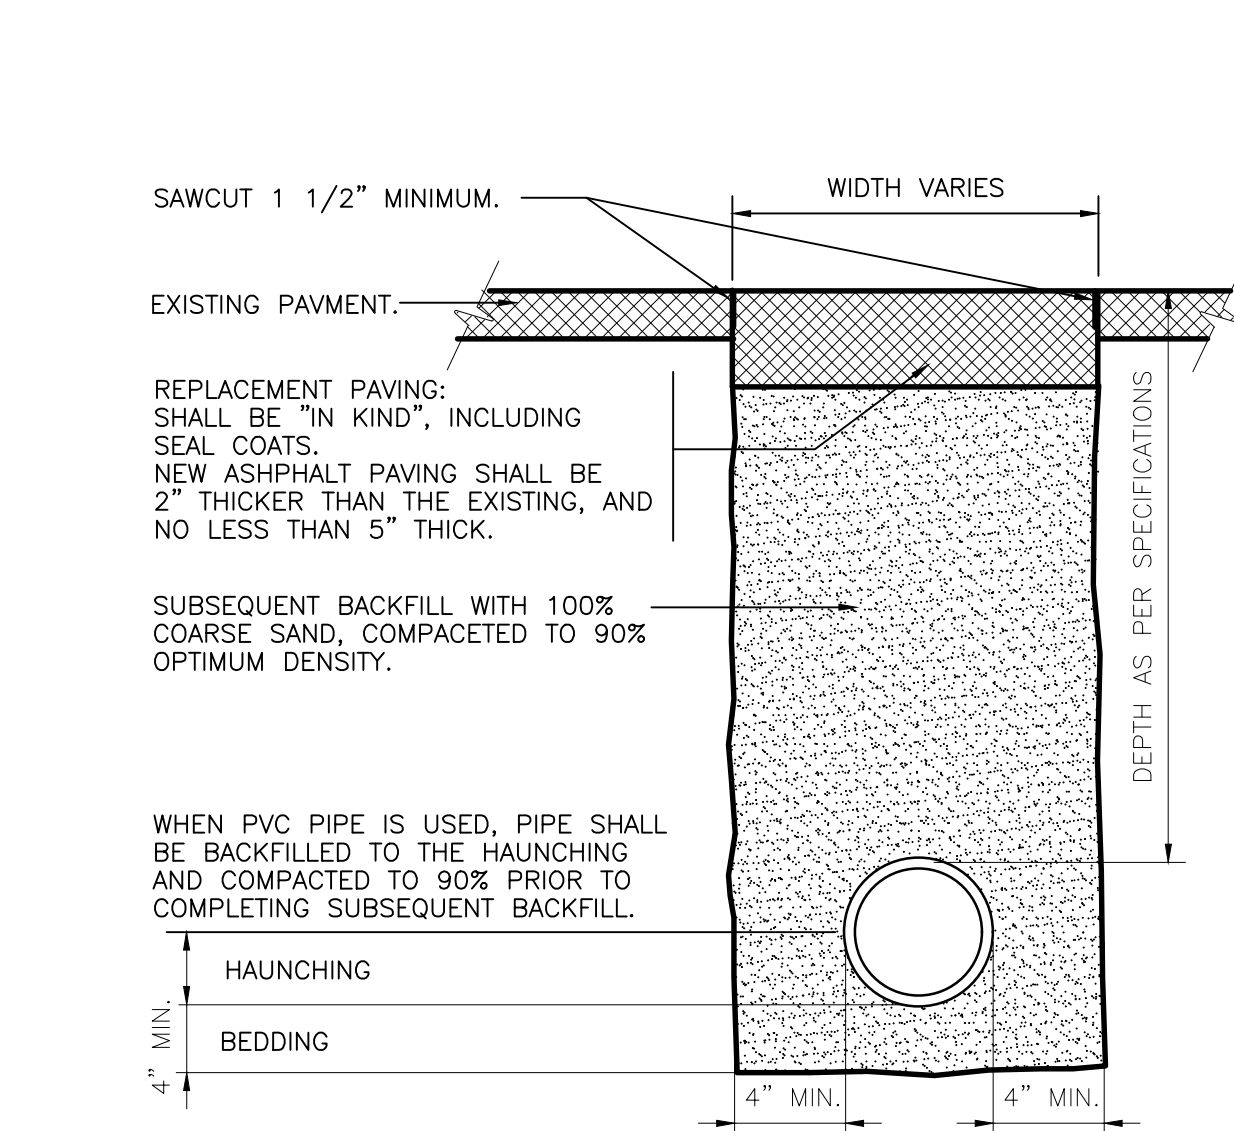 WIDTH VARIES
SAWCUT 1 1/2" MINIMUM.
EXISTING PAVMENT.
REPLACEMENT PAVING:
SHALL BE "IN KIND", INCLUDING
SEAL COATS.
NEW ASHPHALT PAVING SHALL BE
2" THICKER THAN THE EXISTING, AND
NO LESS THAN 5" THICK.
DEPTH AS PER SPECIFICATIONS
SUBSEQUENT BACKFILL WITH 100%
COARSE SAND, COMPACETED TO 90%
OPTIMUM DENSITY.
WHEN PVC PIPE IS USED, PIPE SHALL
BE BACKFILLED TO THE HAUNCHING
AND COMPACTED TO 90% PRIOR TO
COMPLETING SUBSEQUENT BACKFILL.
HAUNCHING
BEDDING
4" MIN.
4" MIN.
4" MIN.